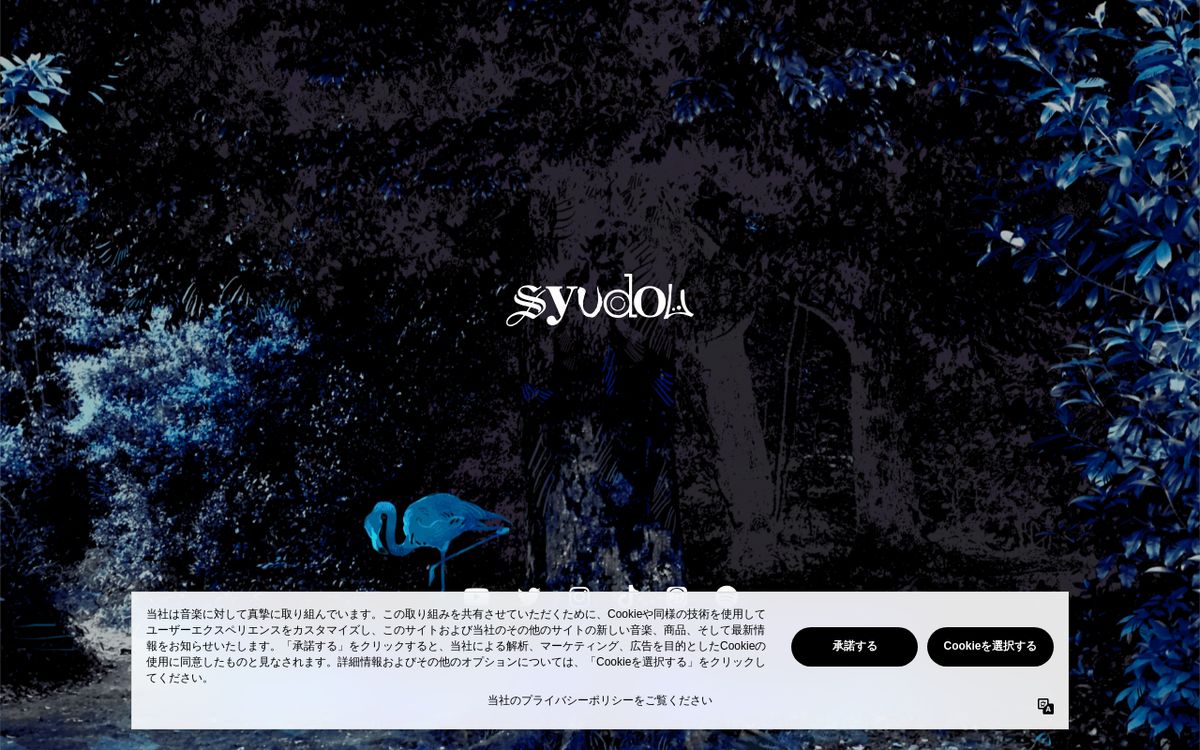 syudou
当社は音楽に対して真摯に取り組んでいます。この取り組みを共有させていただくために、Cookieや同様の技術を使用して
ユーザーエクスペリエンスをカスタマイズし、このサイトおよび当社のその他のサイトの新しい音楽、商品、そして最新情
報をお知らせいたします。「承諾する」をクリックすると、当社による解析、マーケティング、広告を目的としたCookieの
使用に同意したものと見なされます。詳細情報およびその他のオプションについては、「Cookieを選択する」をクリックし
てください。
承諾する
Cookieを選択する
当社のプライバシーポリシーをご覧ください